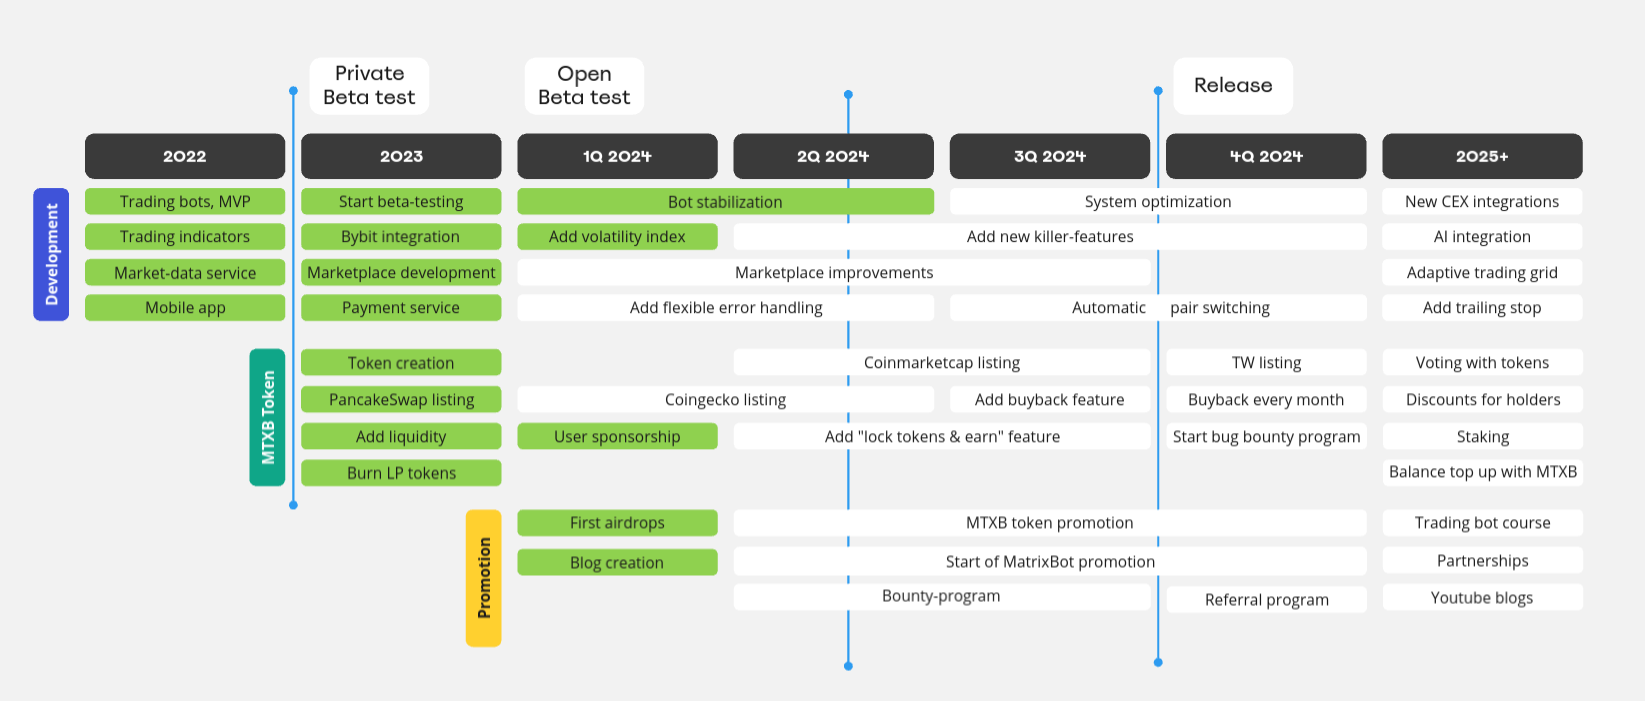 Private
Beta test
Open
Beta test
Release
2022
2023
1Q 2024
2Q 2024
3Q 2024
4Q 2024
2025+
Development
Trading bots, MVP
Start beta-testing
Bot stabilization
System optimization
New CEX integrations
Trading indicators
Bybit integration
Add volatility index
Add new killer-features
AI integration
Market-data service
Marketplace development
Marketplace improvements
Adaptive trading grid
Mobile app
Payment service
Add flexible error handling
Automatic pair switching
Add trailing stop
MTXB Token
Token creation
Coinmarketcap listing
TW listing
Voting with tokens
PancakeSwap listing
Coingecko listing
Add buyback feature
Buyback every month
Discounts for holders
Add liquidity
User sponsorship
Add "lock tokens & earn" feature
Start bug bounty program
Staking
Burn LP tokens
Balance top up with MTXB
Promotion
First airdrops
MTXB token promotion
Trading bot course
Blog creation
Start of MatrixBot promotion
Partnerships
Bounty-program
Referral program
Youtube blogs